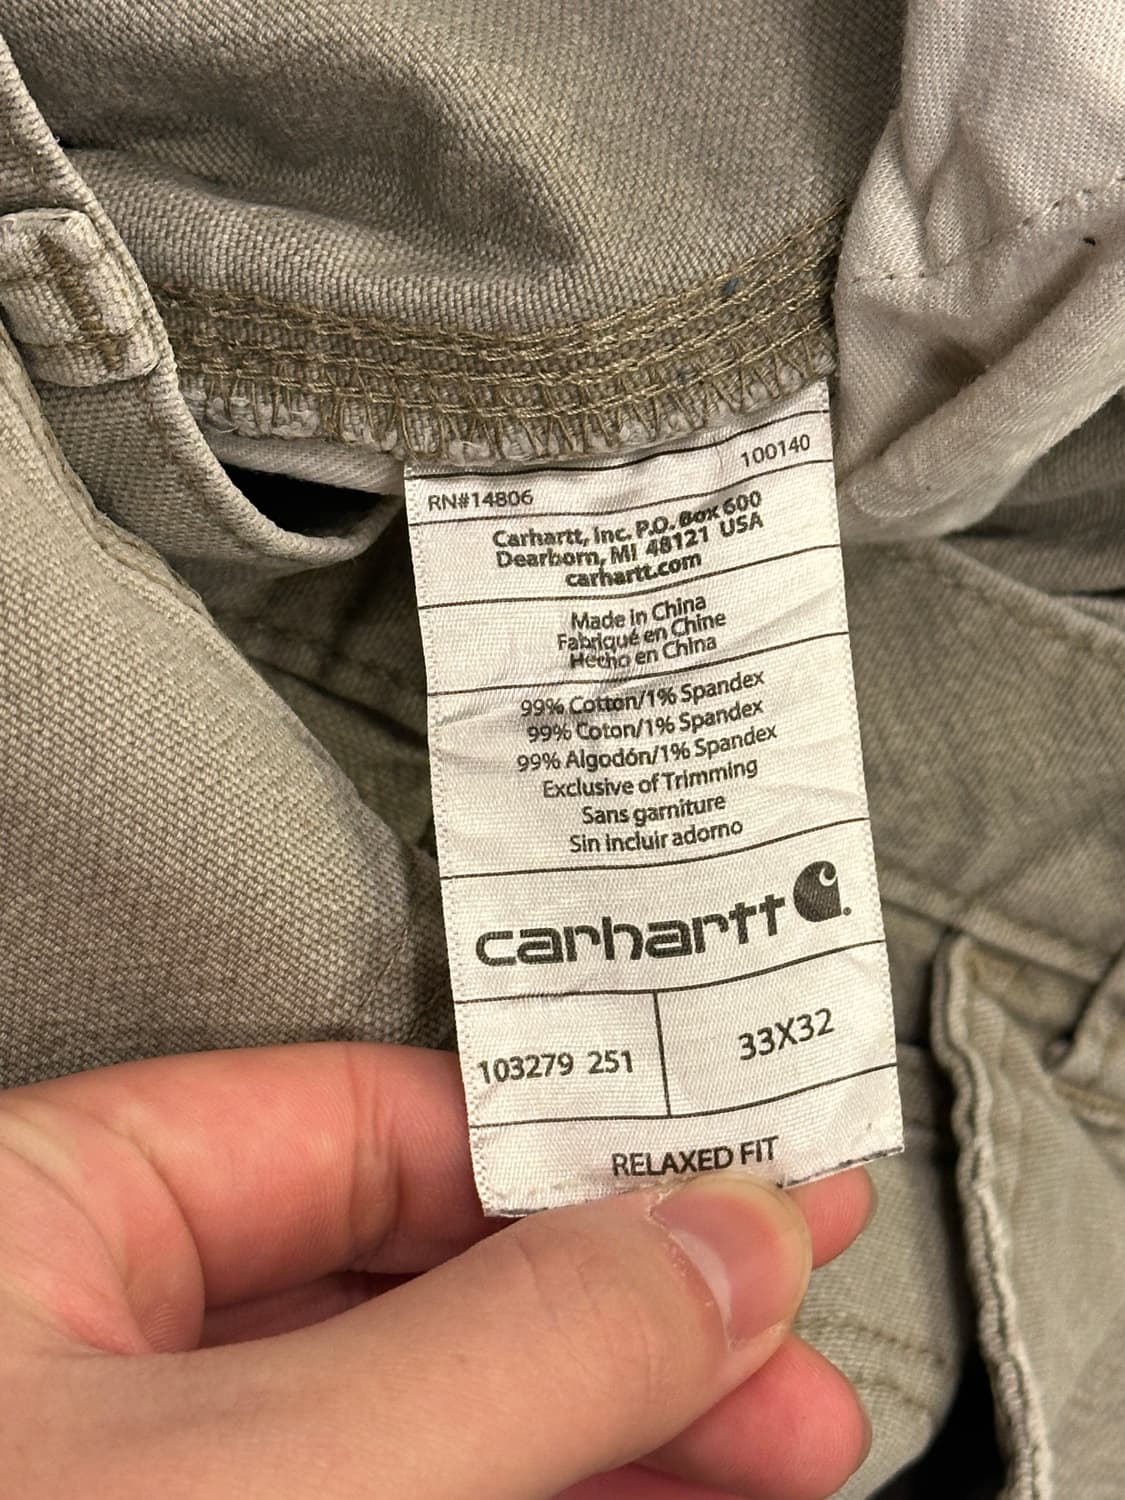 RN#14806 100140
Carhartt, Inc. P.O. Box 600
Dearborn, MI 48121 USA
carhartt.com
Made in China
Fabriqué en Chine
Hecho en China
99% Cotton/1% Spandex
99% Coton/1% Spandex
99% Algodón/1% Spandex
Exclusive of Trimming
Sans garniture
Sin incluir adorno
carhartt
103279 251 33X32
RELAXED FIT